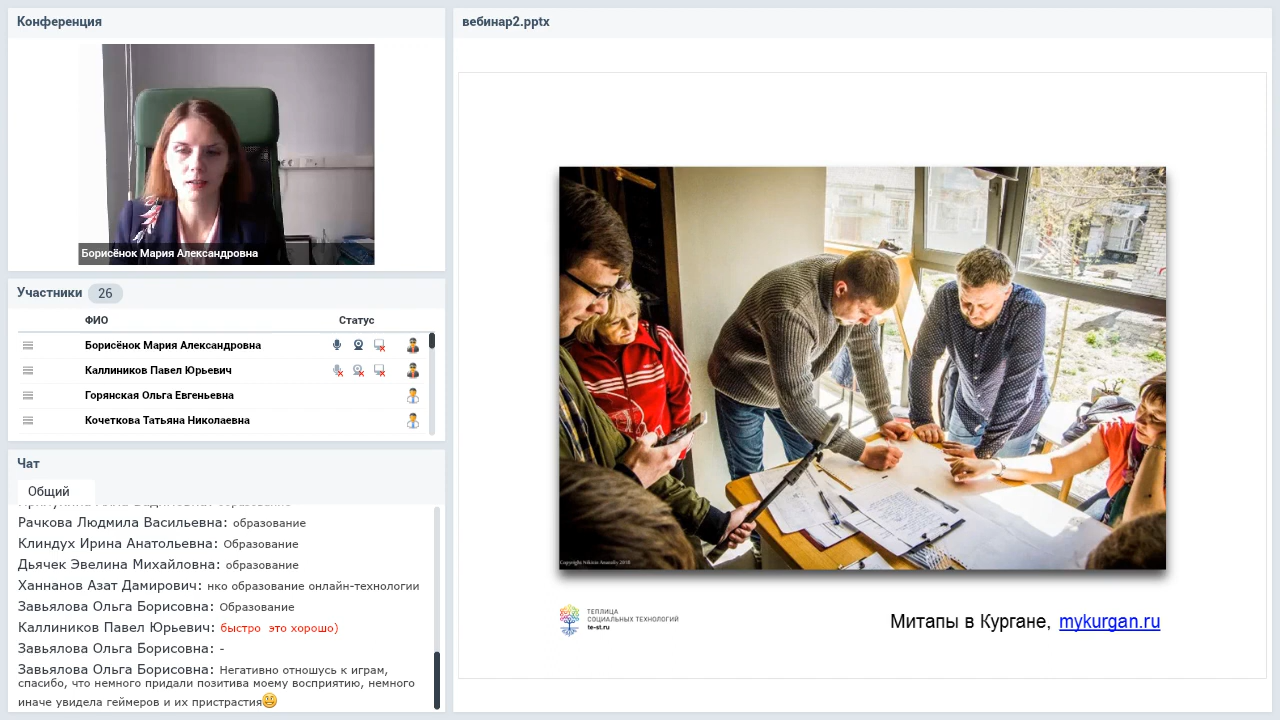 Конференция
Борисёнок Мария Александровна
Участники 26
ФИО Статус
Борисёнок Мария Александровна
Каллиников Павел Юрьевич
Горянская Ольга Евгеньевна
Кочеткова Татьяна Николаевна
Чат
Общий
Рачкова Людмила Васильевна: образование
Клиндух Ирина Анатольевна: Образование
Дьячек Эвелина Михайловна: образование
Ханнанов Азат Дамирович: нко образование онлайн-технологии
Завьялова Ольга Борисовна: Образование
Каллиников Павел Юрьевич: быстро это хорошо)
Завьялова Ольга Борисовна: -
Завьялова Ольга Борисовна: Негативно отношусь к играм,
спасибо, что немного придали позитива моему восприятию, немного
иначе увидела геймеров и их пристрастия
вебинар2.pptx
ТЕПЛИЦА
СОЦИАЛЬНЫХ ТЕХНОЛОГИЙ
te-st.ru
Митапы в Кургане, mykurgan.ru